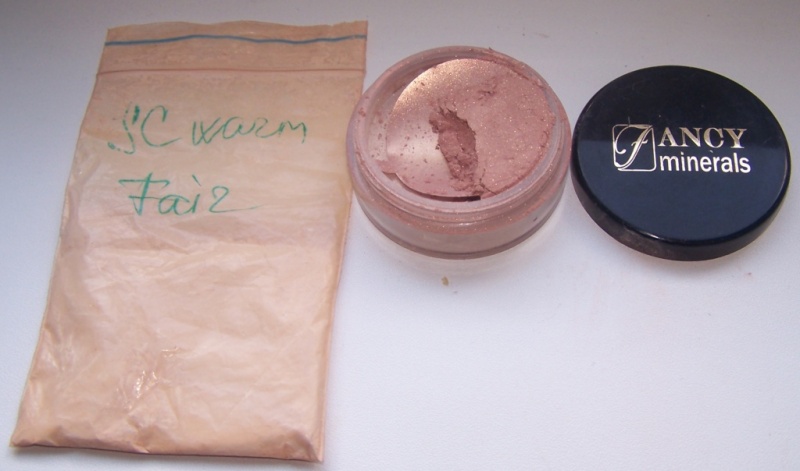 SC warm
Fair
FANCY
minerals